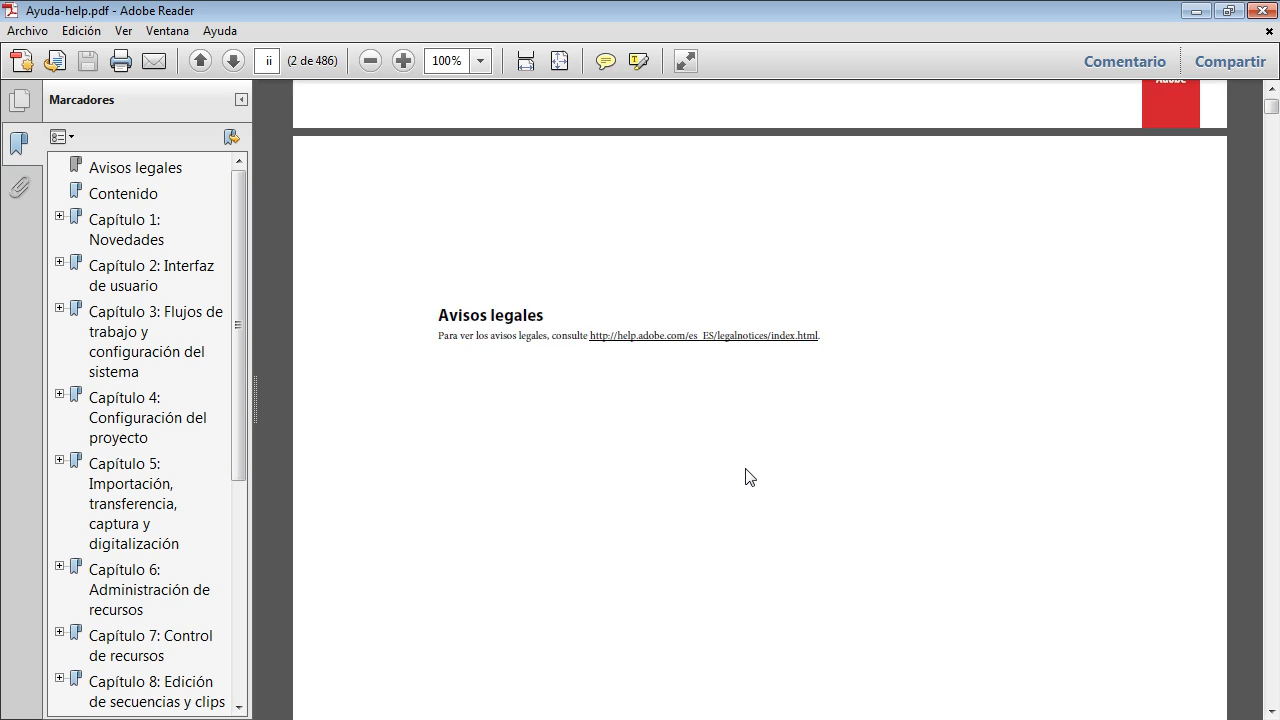 Ayuda-help.pdf - Adobe Reader
Archivo Edición Ver Ventana Ayuda
ii (2 de 486) 100% Comentario Compartir
Marcadores
Avisos legales
Contenido
Capítulo 1:
Novedades
Capítulo 2: Interfaz
de usuario
Capítulo 3: Flujos de
trabajo y
configuración del
sistema
Capítulo 4:
Configuración del
proyecto
Capítulo 5:
Importación,
transferencia,
captura y
digitalización
Capítulo 6:
Administración de
recursos
Capítulo 7: Control
de recursos
Capítulo 8: Edición
de secuencias y clips
Adobe
Avisos legales
Para ver los avisos legales, consulte http://help.adobe.com/es_ES/legalnotices/index.html.